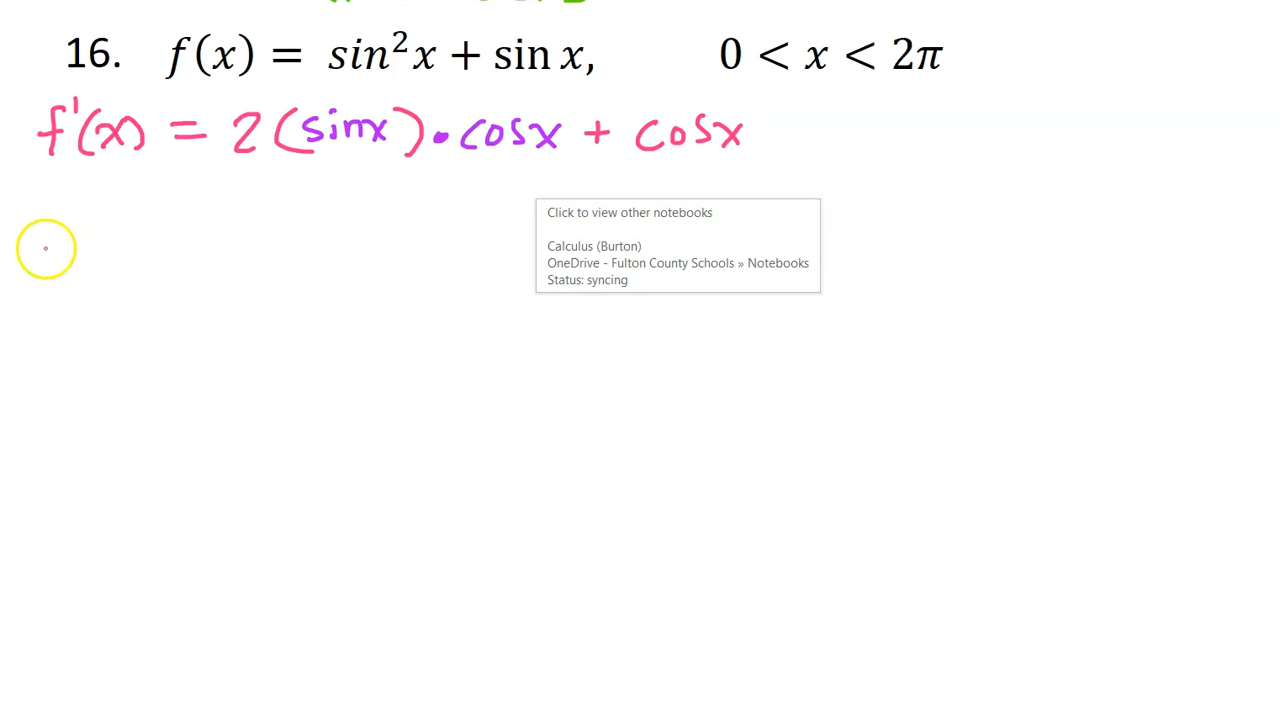 16. f(x) = sin²x + sin x, 0 < x < 2π
f'(x) = 2(sinx)·cosx + cosx
Click to view other notebooks
Calculus (Burton)
OneDrive - Fulton County Schools » Notebooks
Status: syncing